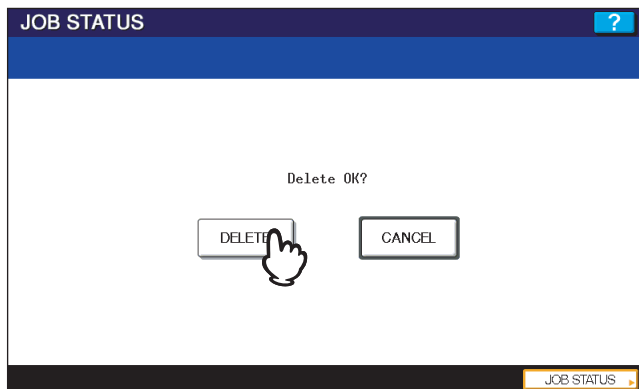 JOB STATUS ?
Delete OK?
DELETE CANCEL
JOB STATUS